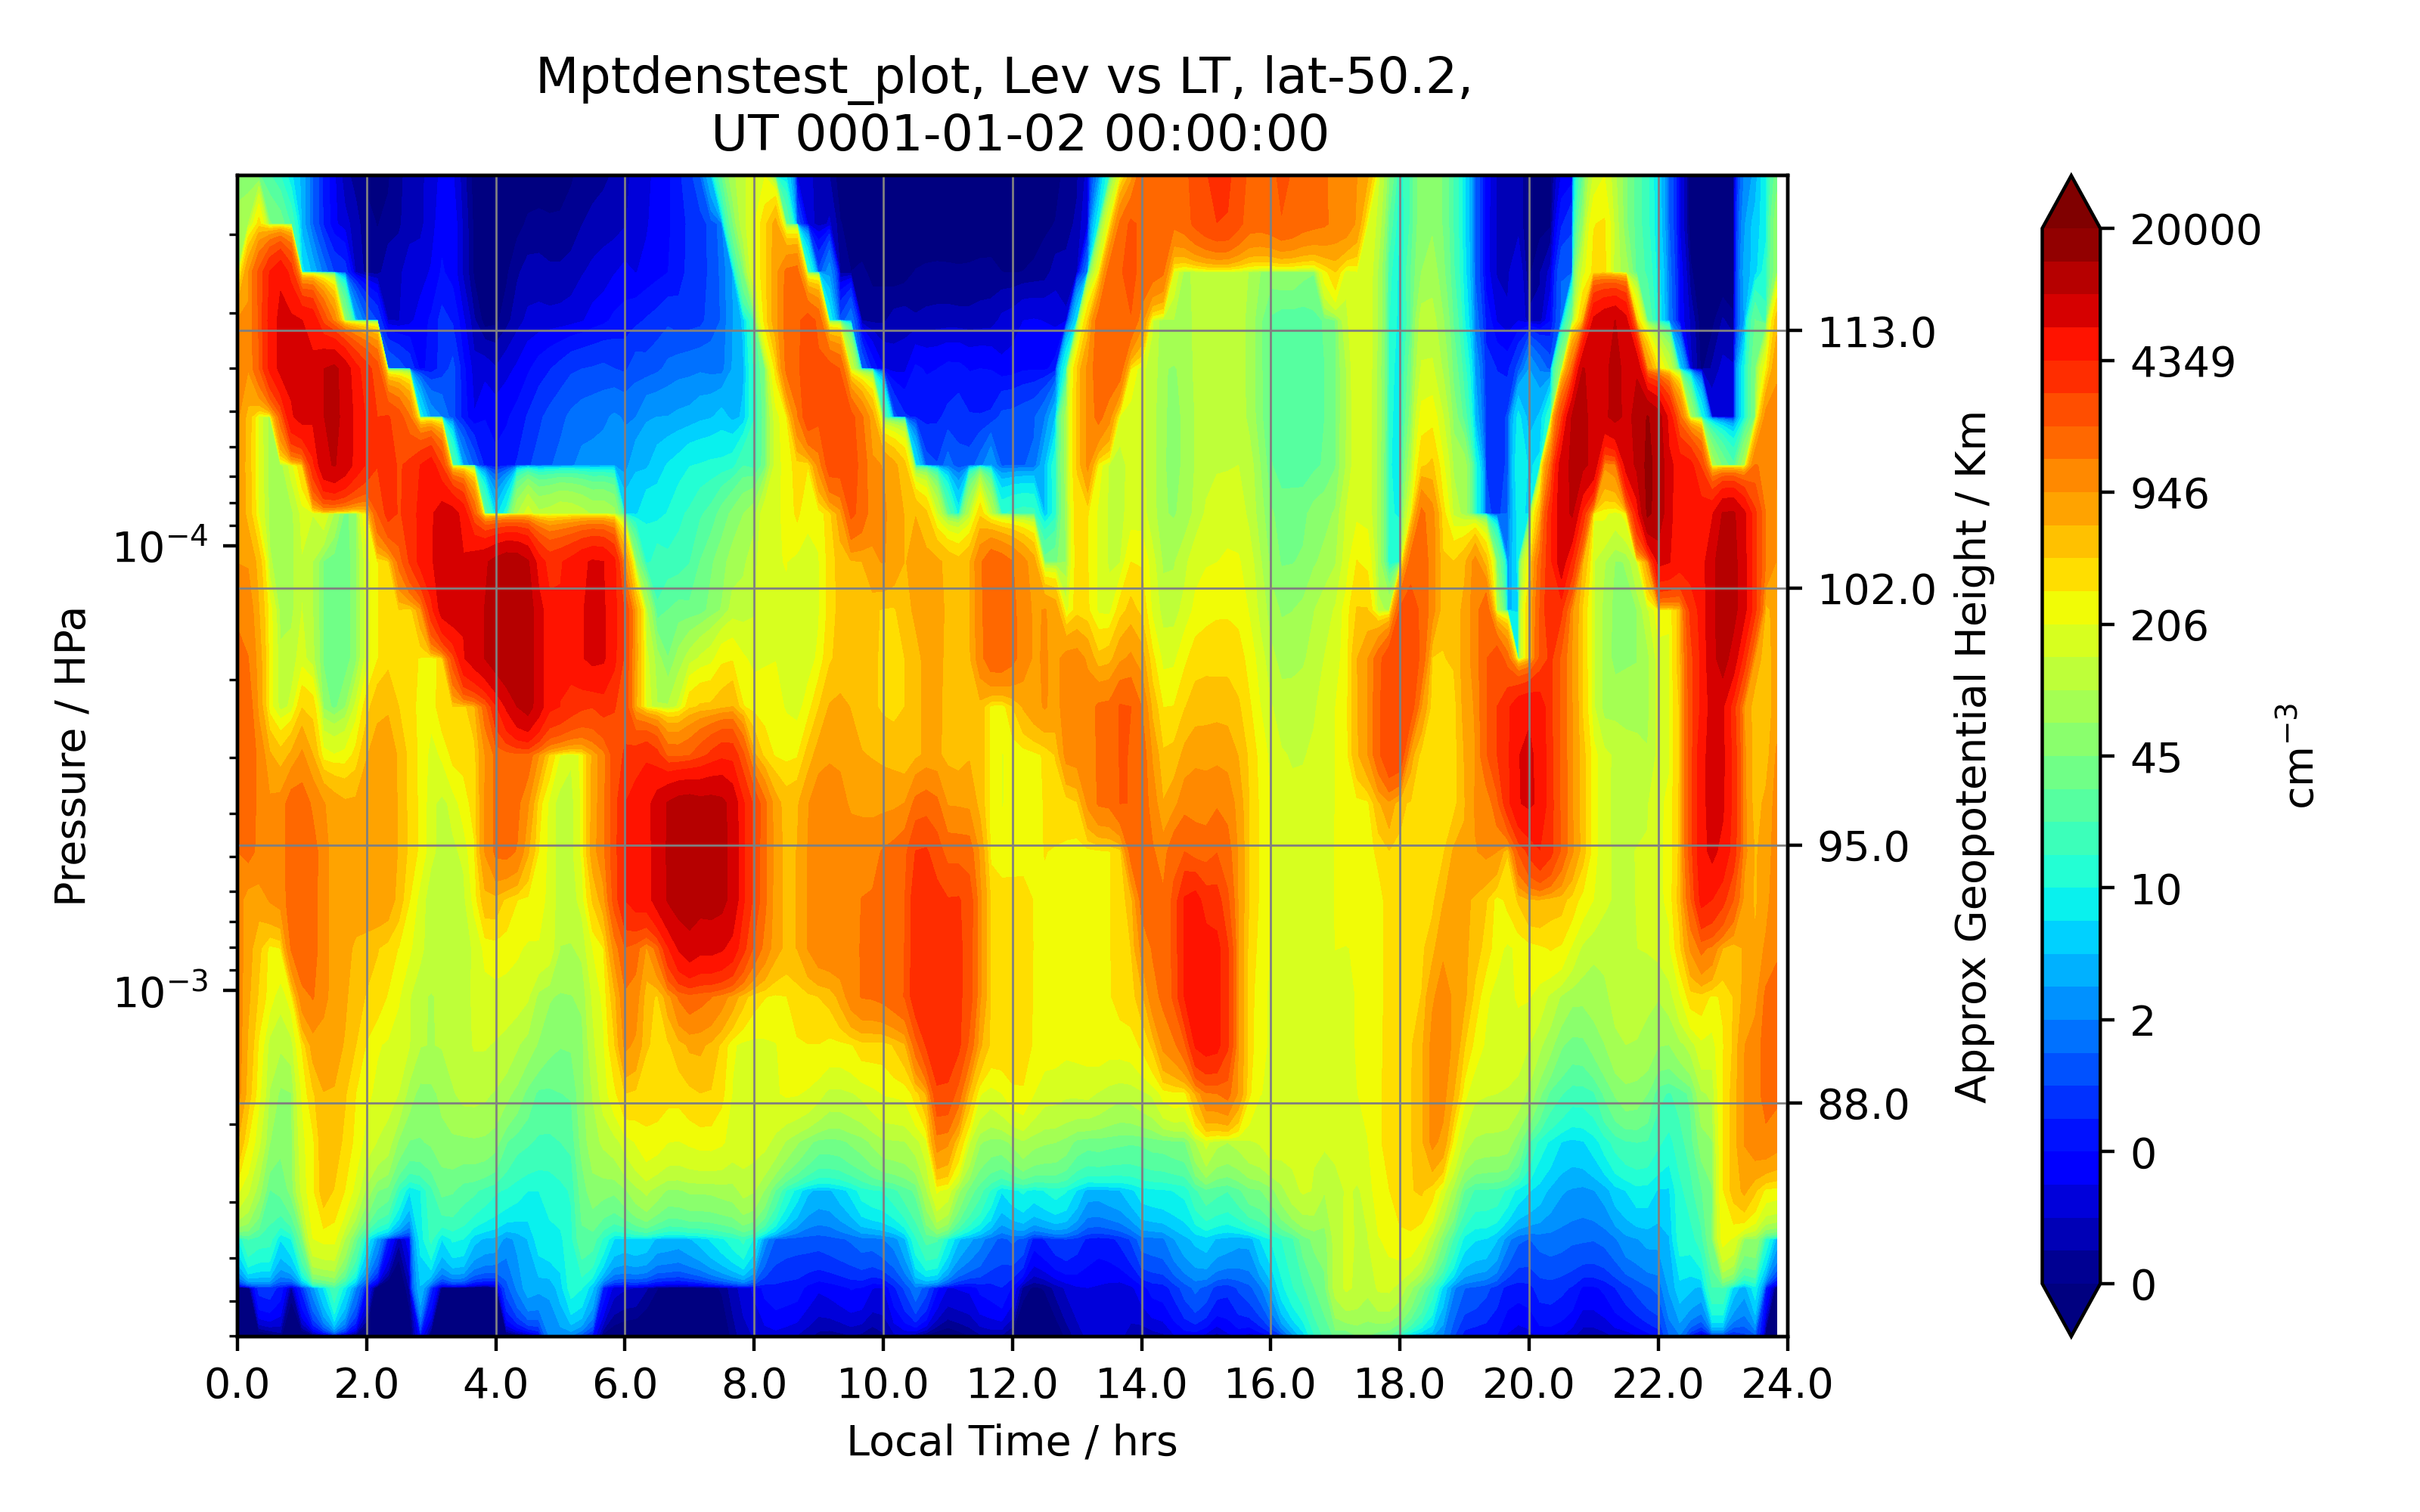 Mptdenstest_plot, Lev vs LT, lat-50.2,
UT 0001-01-02 00:00:00
Pressure / HPa
10⁻⁴
10⁻³
113.0
102.0
95.0
88.0
Approx Geopotential Height / Km
20000
4349
946
206
45
10
2
0
0
cm⁻³
0.0 2.0 4.0 6.0 8.0 10.0 12.0 14.0 16.0 18.0 20.0 22.0 24.0
Local Time / hrs